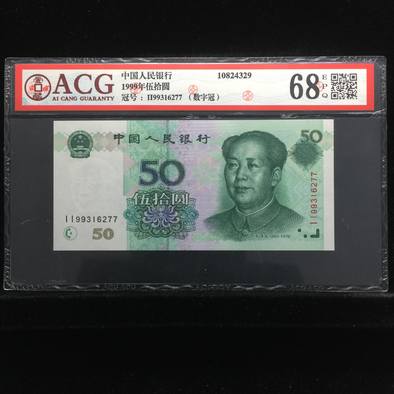 ACG
AI CANG GUARANTY
中国人民银行 10824329
1999年伍拾圆
冠号：II99316277 （数字冠）
68 EPQ
中国人民银行
50
50
伍拾圆
II99316277
50
II99316277